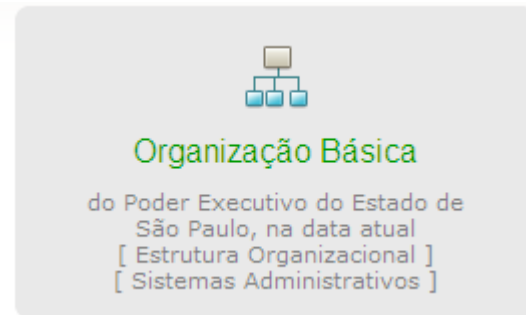 Organização Básica
do Poder Executivo do Estado de
São Paulo, na data atual
[ Estrutura Organizacional ]
[ Sistemas Administrativos ]